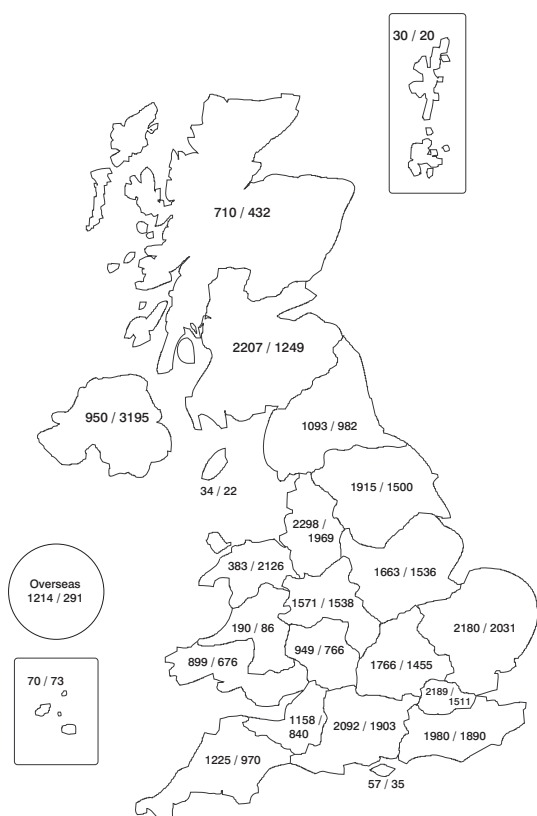 30 / 20
710 / 432
2207 / 1249
950 / 3195
1093 / 982
34 / 22
1915 / 1500
2298 /
1969
383 / 2126
1663 / 1536
Overseas
1214 / 291
1571 / 1538
190 / 86
949 / 766
2180 / 2031
899 / 676
1766 / 1455
70 / 73
2189 /
1511
1158 /
840
2092 / 1903
1980 / 1890
1225 / 970
57 / 35